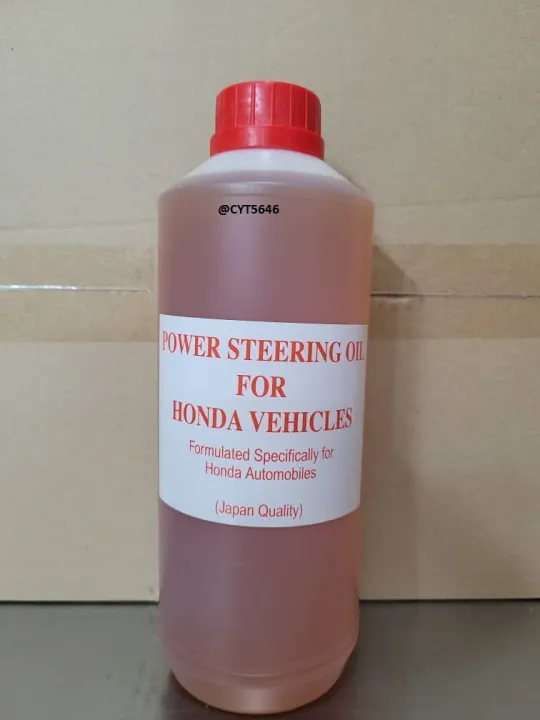 @CYT5646
POWER STEERING OIL
FOR
HONDA VEHICLES
Formulated Specifically for
Honda Automobiles
(Japan Quality)